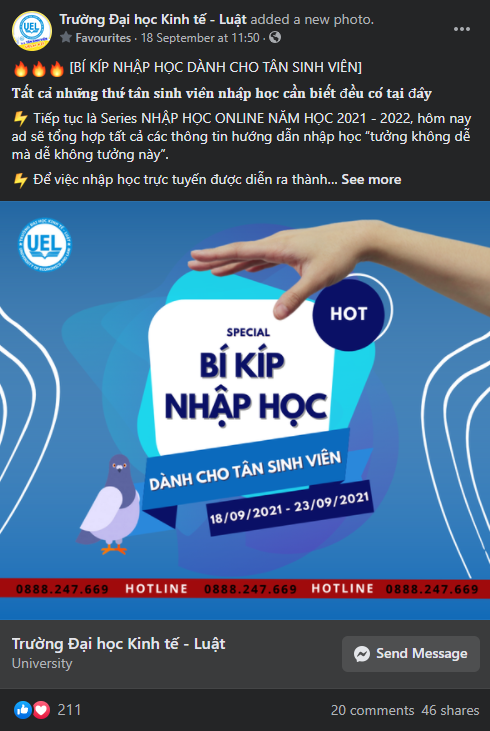 Trường Đại học Kinh tế - Luật added a new photo.
Favourites · 18 September at 11:50 ·
🔥🔥🔥 [BÍ KÍP NHẬP HỌC DÀNH CHO TÂN SINH VIÊN]
Tất cả những thứ tân sinh viên nhập học cần biết đều có tại đây
⚡ Tiếp tục là Series NHẬP HỌC ONLINE NĂM HỌC 2021 - 2022, hôm nay
ad sẽ tổng hợp tất cả các thông tin hướng dẫn nhập học "tưởng không dễ
mà dễ không tưởng này".
⚡ Để việc nhập học trực tuyến được diễn ra thành... See more
UEL
SPECIAL
HOT
BÍ KÍP
NHẬP HỌC
DÀNH CHO TÂN SINH VIÊN
18/09/2021 - 23/09/2021
0888.247.669 HOTLINE 0888.247.669 HOTLINE 0888.247.669
Trường Đại học Kinh tế - Luật
University
Send Message
211
20 comments 46 shares